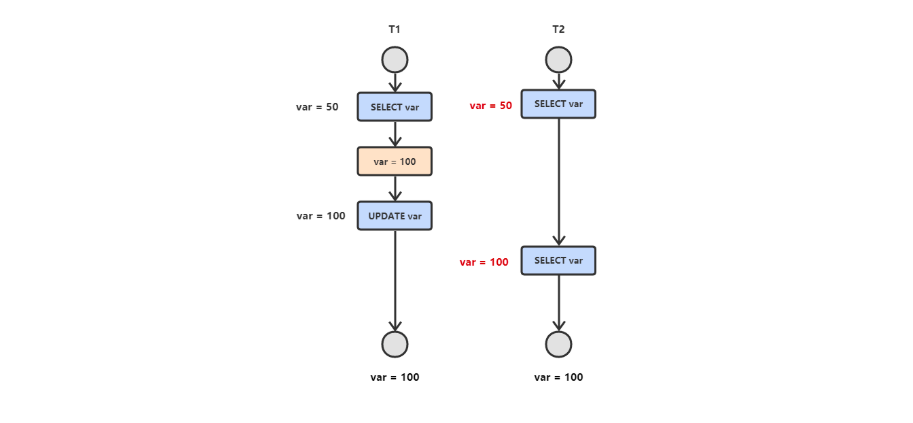 T1
T2
var = 50
SELECT var
var = 50
SELECT var
var = 100
var = 100
UPDATE var
var = 100
SELECT var
var = 100
var = 100